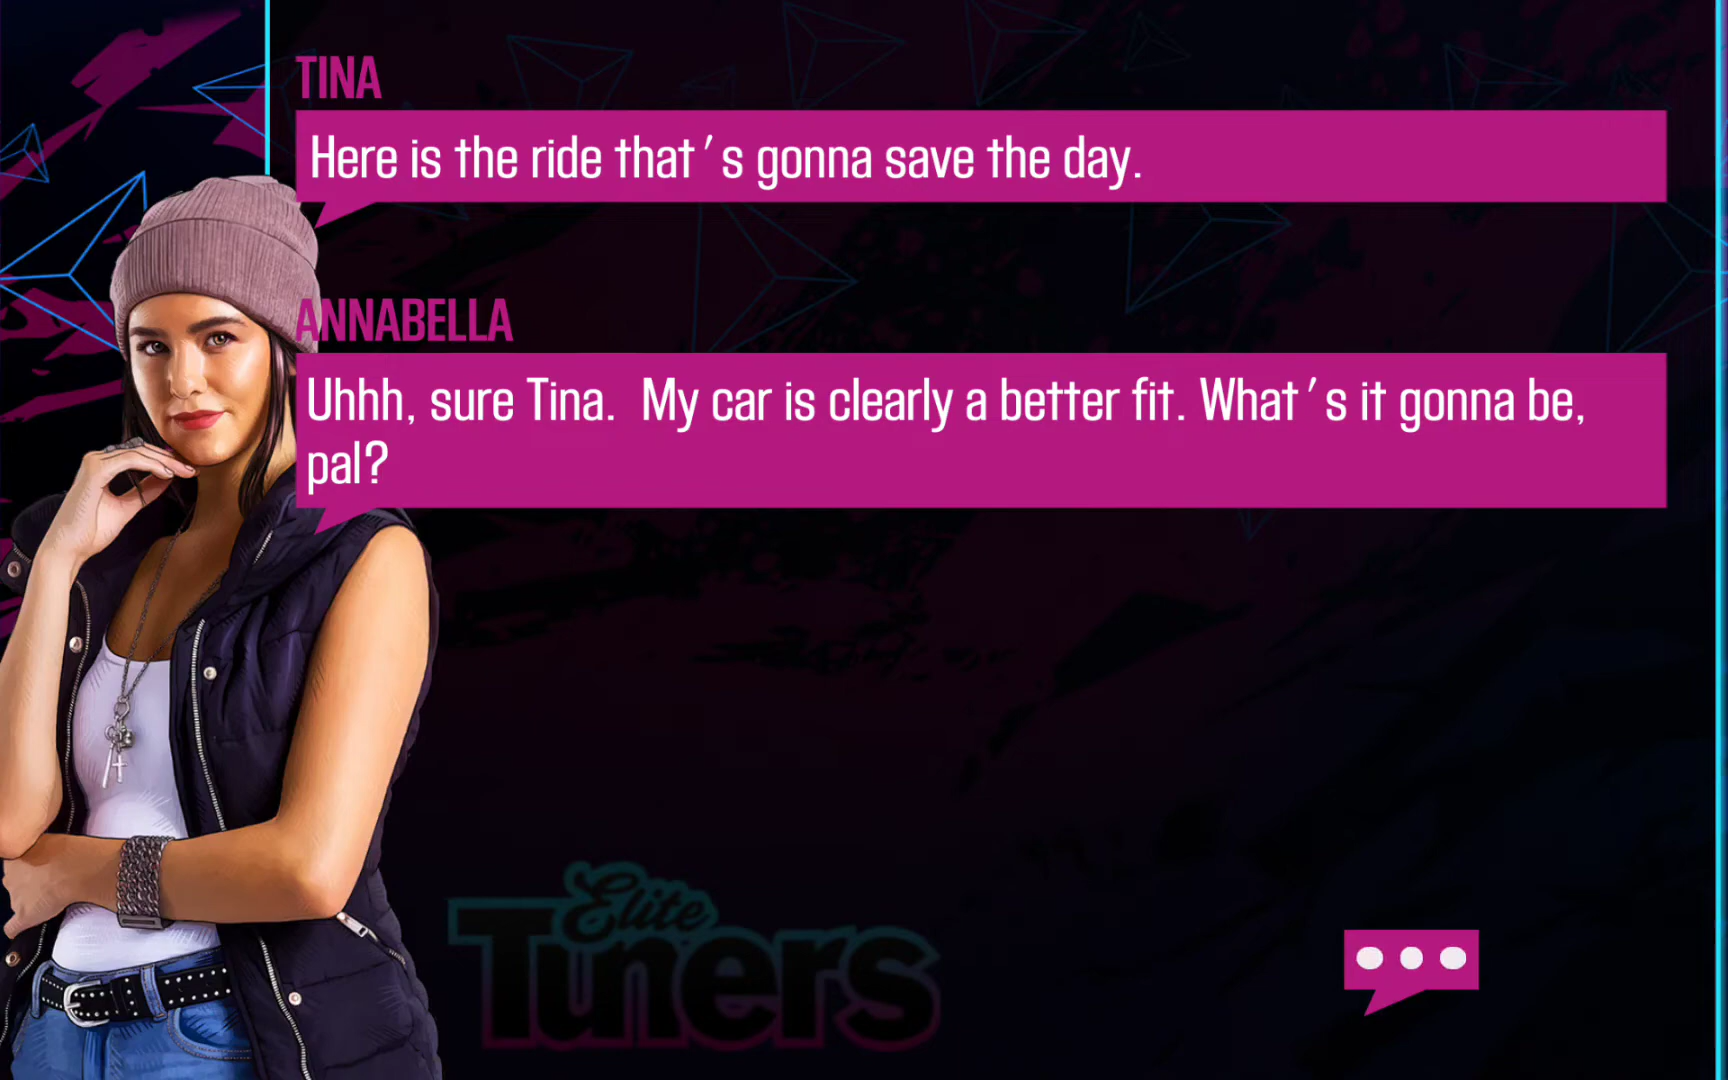 TINA
Here is the ride that's gonna save the day.
ANNABELLA
Uhhh, sure Tina.  My car is clearly a better fit. What's it gonna be,
pal?
Elite
Tuners